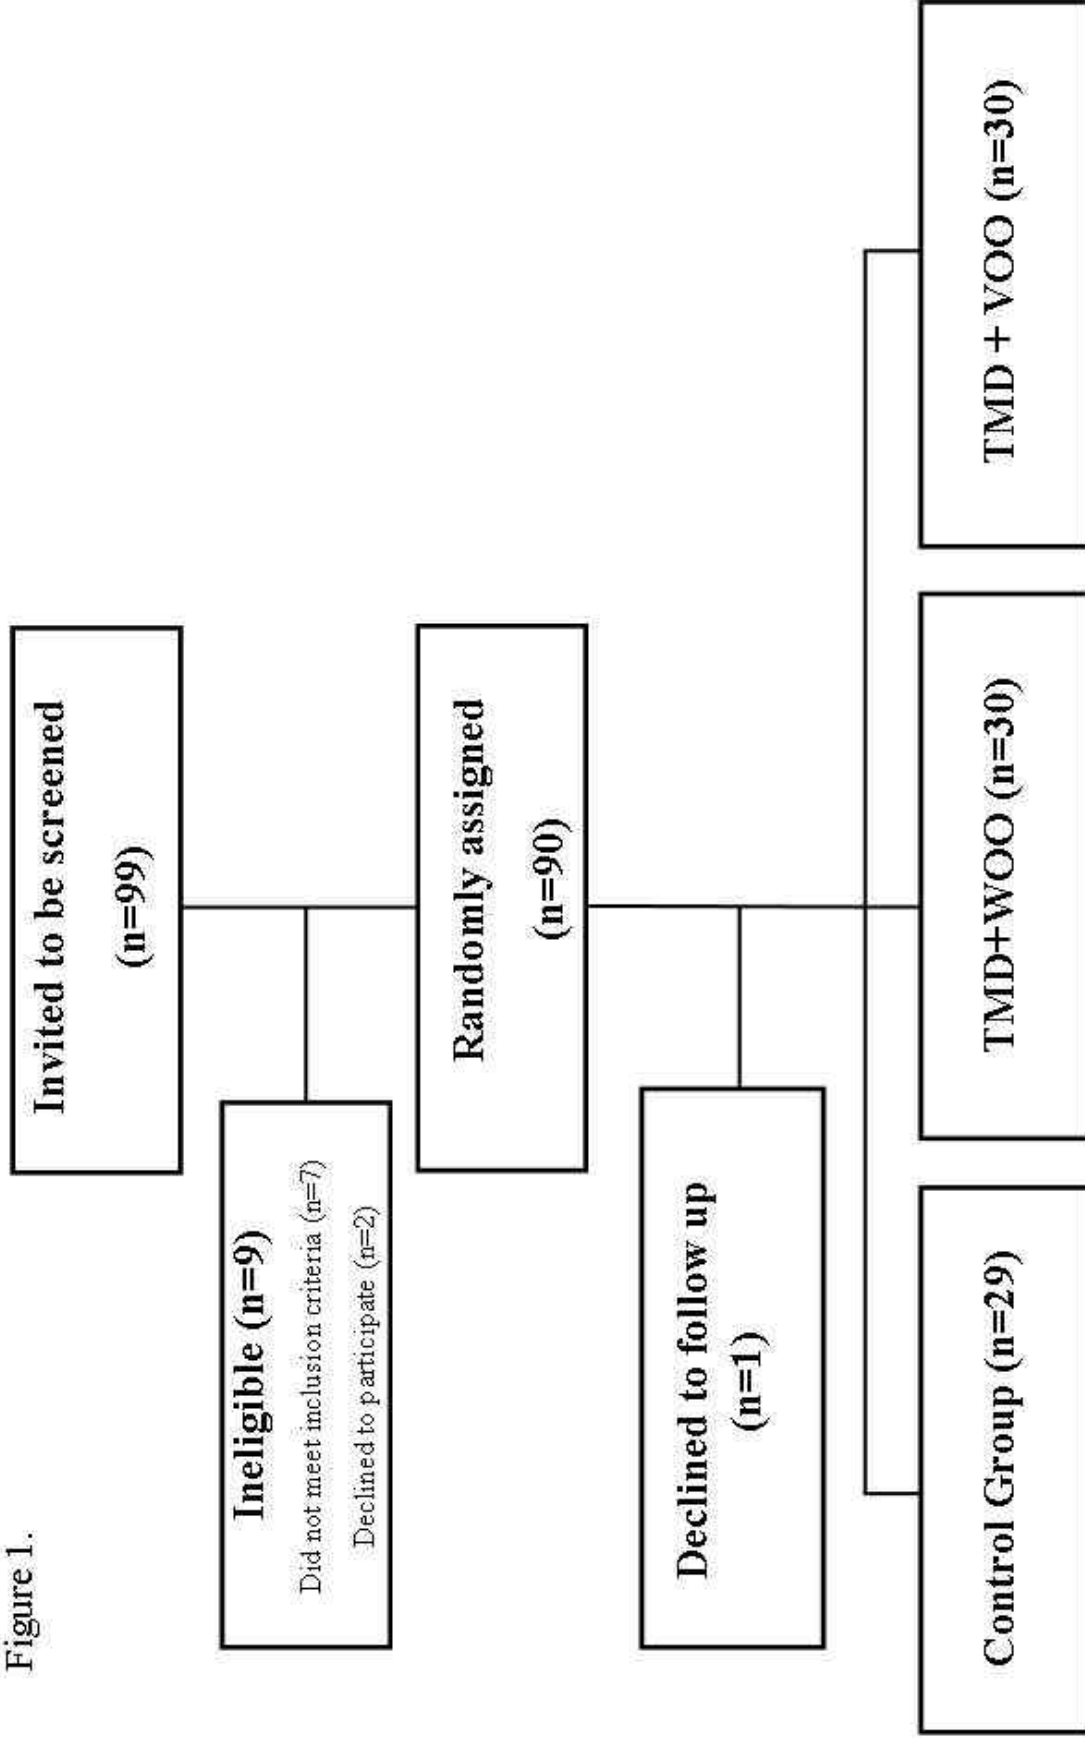 Figure 1.
Invited to be screened
(n=99)
Ineligible (n=9)
Did not meet inclusion criteria (n=7)
Declined to participate (n=2)
Randomly assigned
(n=90)
Declined to follow up
(n=1)
Control Group (n=29)
TMD+WOO (n=30)
TMD + VOO (n=30)